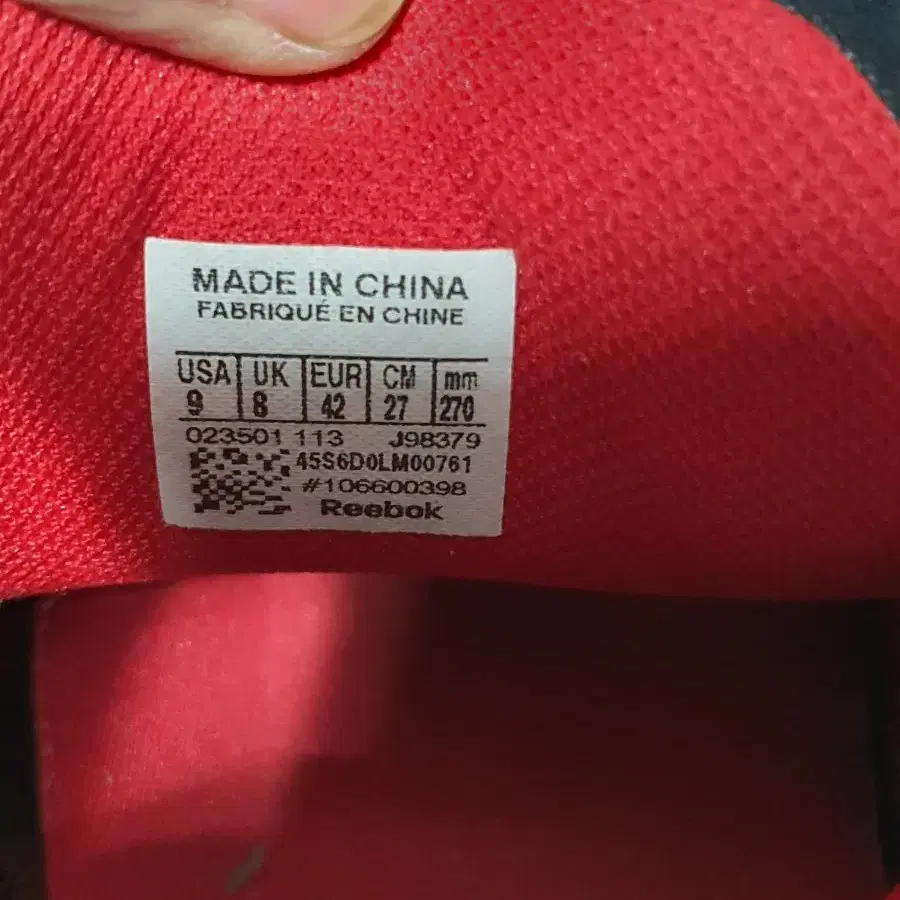 MADE IN CHINA
FABRIQUÉ EN CHINE
USA UK EUR CM mm
9 8 42 27 270
023501 113 J98379
45S6D0LM00761
#106600398
Reebok